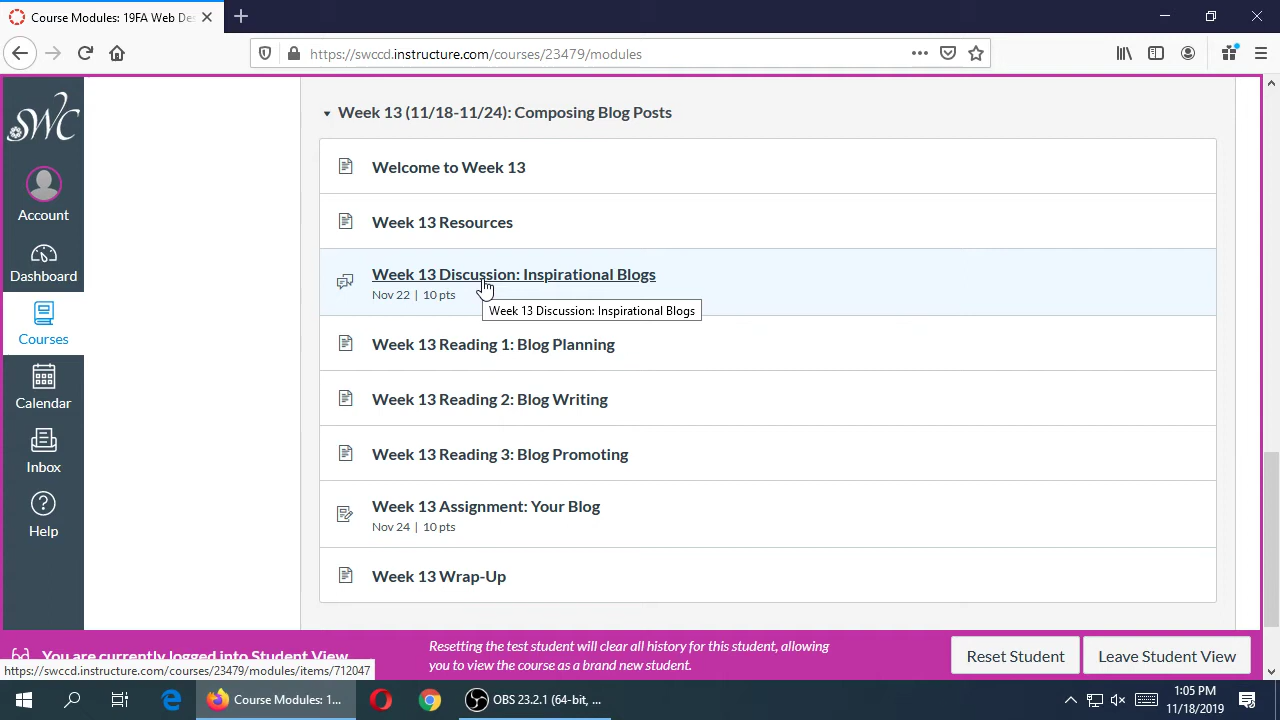 Course Modules: 19FA Web De
https://swccd.instructure.com/courses/23479/modules
SWC
Account
Dashboard
Courses
Calendar
Inbox
Help
Week 13 (11/18-11/24): Composing Blog Posts
Welcome to Week 13
Week 13 Resources
Week 13 Discussion: Inspirational Blogs
Nov 22 | 10 pts
Week 13 Discussion: Inspirational Blogs
Week 13 Reading 1: Blog Planning
Week 13 Reading 2: Blog Writing
Week 13 Reading 3: Blog Promoting
Week 13 Assignment: Your Blog
Nov 24 | 10 pts
Week 13 Wrap-Up
You are currently logged into Student View
Resetting the test student will clear all history for this student, allowing
you to view the course as a brand new student.
Reset Student
Leave Student View
https://swccd.instructure.com/courses/23479/modules/items/712047
Course Modules: 1...
OBS 23.2.1 (64-bit, ...
1:05 PM
11/18/2019